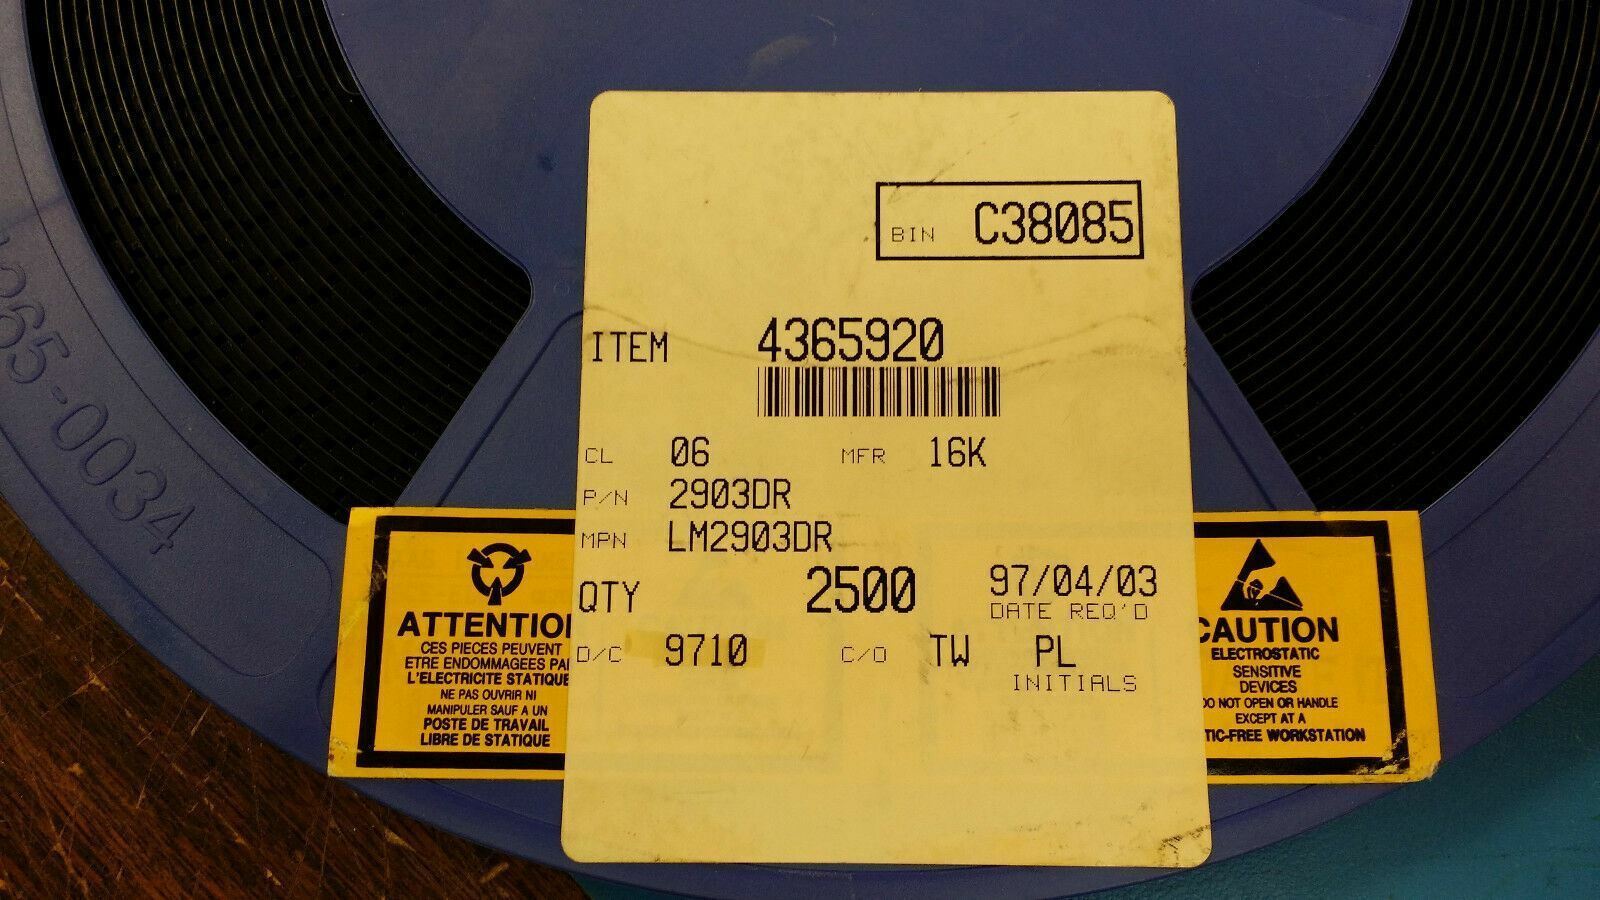 BIN C38085
ITEM 4365920
CL 06 MFR 16K
P/N 2903DR
MPN LM2903DR
QTY 2500 97/04/03
DATE REQ'D
D/C 9710 C/O TW PL
INITIALS
ATTENTIO
CES PIECES PEUVENT
ETRE ENDOMMAGEES PA
L'ELECTRICITE STATIQUE
NE PAS OUVRIR NI
MANIPULER SAUF A UN
POSTE DE TRAVAIL
LIBRE DE STATIQUE
CAUTION
ELECTROSTATIC
SENSITIVE
DEVICES
DO NOT OPEN OR HANDLE
EXCEPT AT A
TIC-FREE WORKSTATION
265-0034